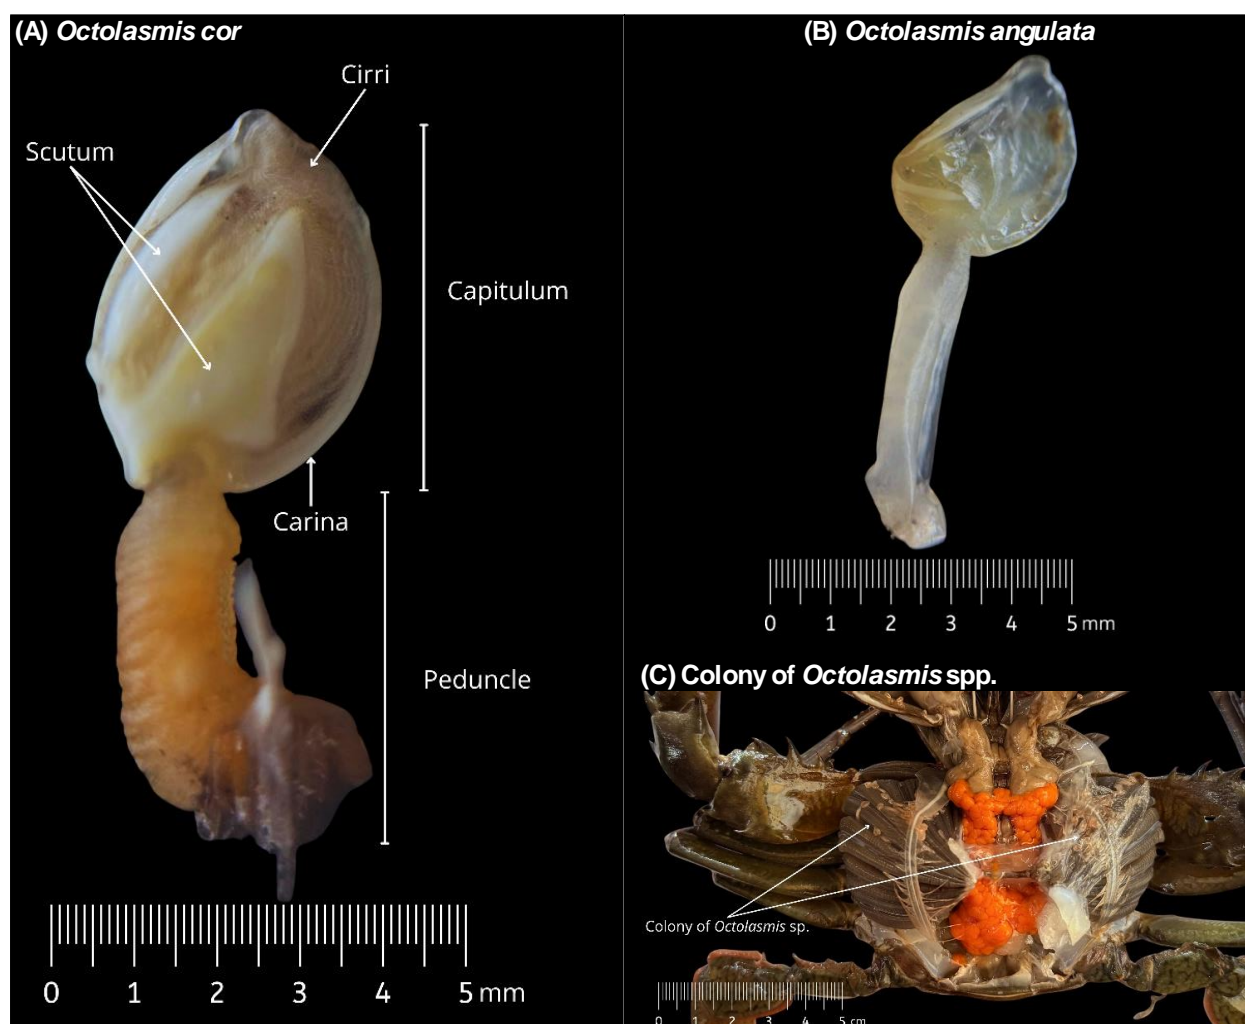 (A) Octolasmis cor
Cirri
Scutum
Capitulum
Carina
Peduncle
0 1 2 3 4 5 mm
(B) Octolasmis angulata
0 1 2 3 4 5 mm
(C) Colony of Octolasmis spp.
Colony of Octolasmis sp.
0 1 2 3 4 5 cm